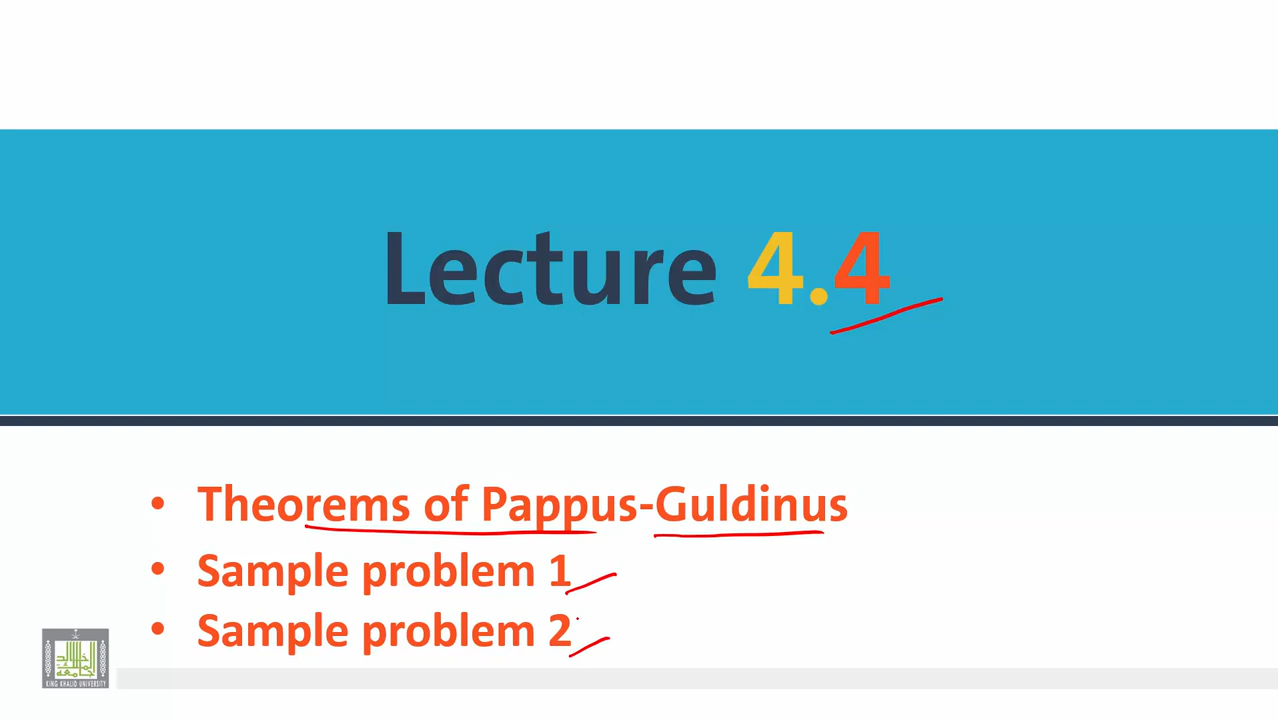 Lecture 4.4
• Theorems of Pappus-Guldinus
• Sample problem 1
• Sample problem 2
KING KHALID UNIVERSITY